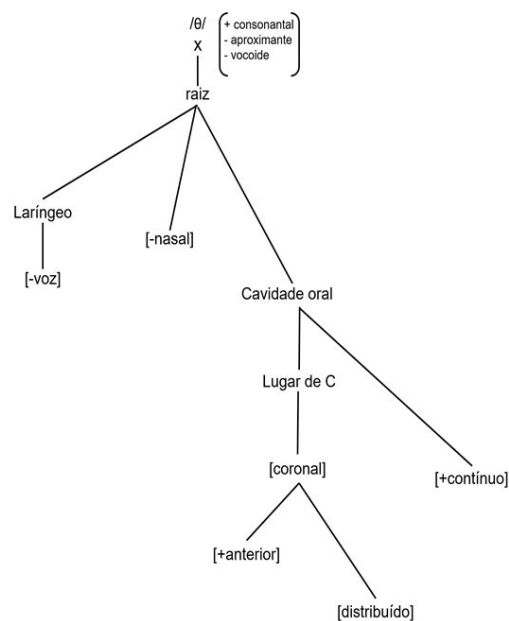 /θ/
x
+ consonantal
- aproximante
- vocoide
raiz
Laríngeo
[-nasal]
[-voz]
Cavidade oral
Lugar de C
[coronal]
[+contínuo]
[+anterior]
[distribuído]